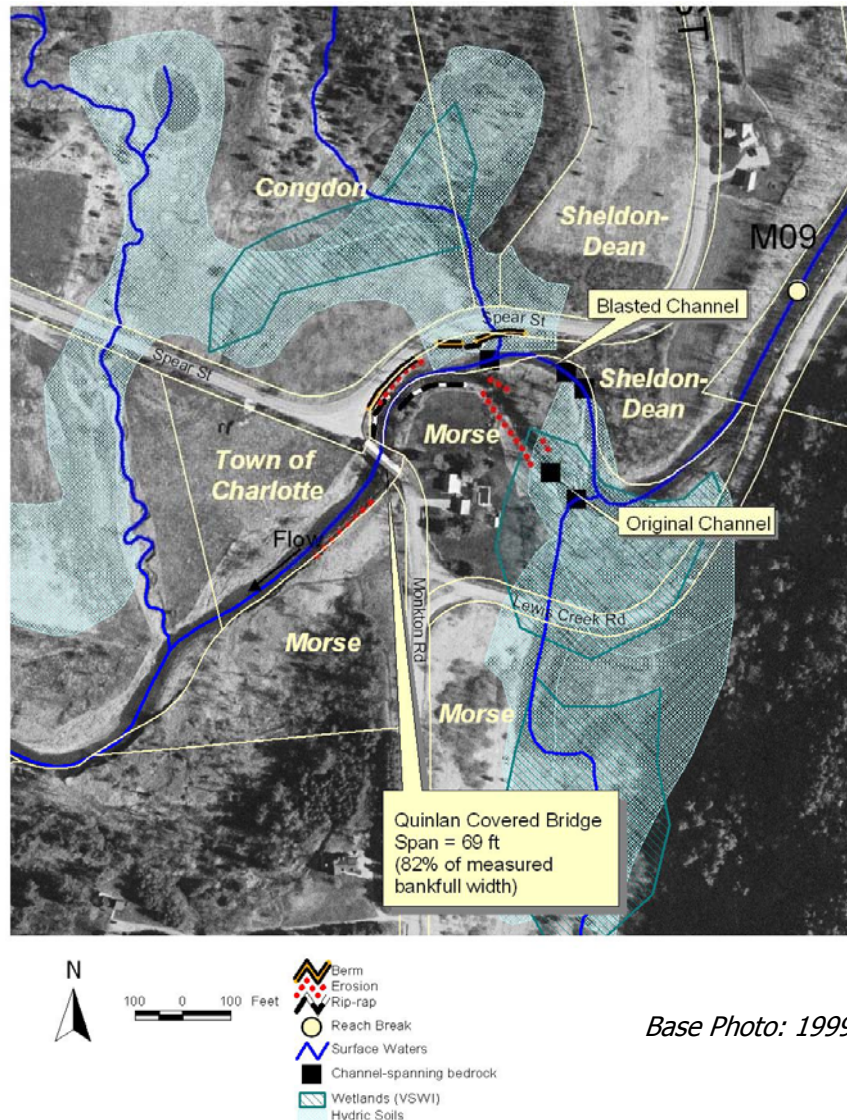 ST
Congdon
Sheldon-
Dean
M09
Blasted Channel
Spear St
Spear St
Sheldon-
Dean
Morse
Town of
Charlotte
Original Channel
Flow
Monkton Rd
Lewis Creek Rd
Morse
Morse
Quinlan Covered Bridge
Span = 69 ft
(82% of measured
bankfull width)
N
100 0 100 Feet
Berm
Erosion
Rip-rap
Reach Break
Surface Waters
Channel-spanning bedrock
Wetlands (VSWI)
Hydric Soils
Base Photo: 1999